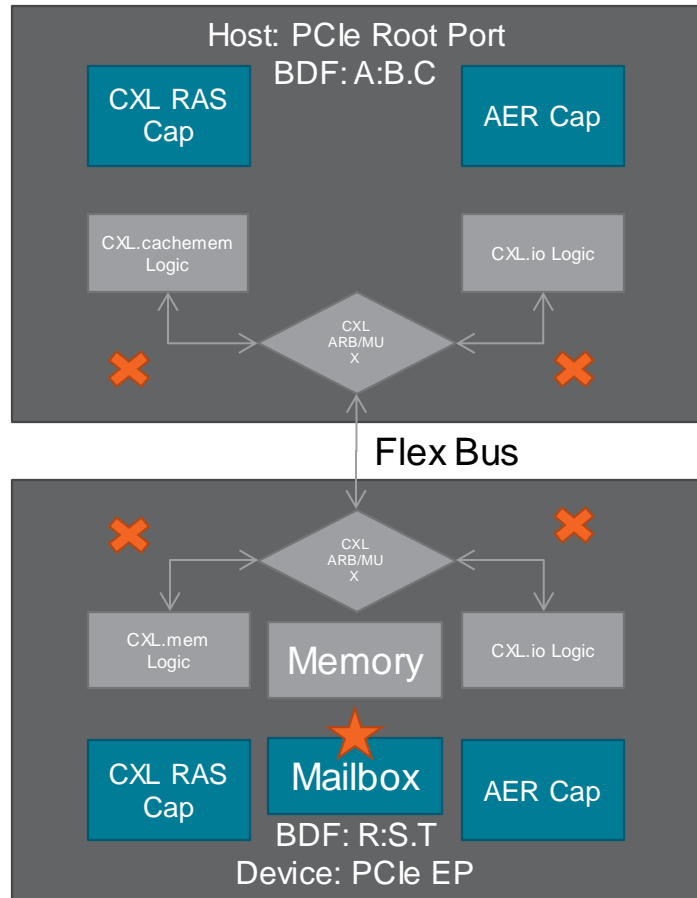 Host: PCIe Root Port
BDF: A:B.C
CXL RAS
Cap
AER Cap
CXL.cachemem
Logic
CXL.io Logic
CXL
ARB/MU
X
Flex Bus
CXL
ARB/MU
X
CXL.mem
Logic
Memory
CXL.io Logic
CXL RAS
Cap
Mailbox
AER Cap
BDF: R:S.T
Device: PCIe EP